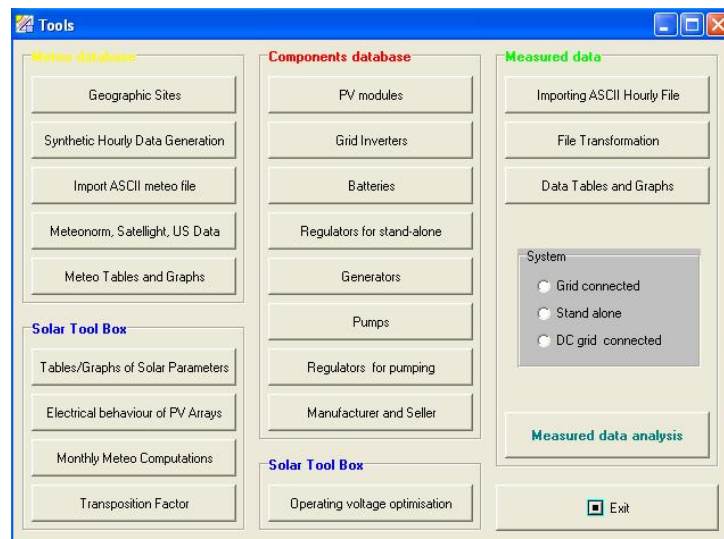 Tools
Meteo database
Geographic Sites
Synthetic Hourly Data Generation
Import ASCII meteo file
Meteonorm, Satellight, US Data
Meteo Tables and Graphs
Solar Tool Box
Tables/Graphs of Solar Parameters
Electrical behaviour of PV Arrays
Monthly Meteo Computations
Transposition Factor
Components database
PV modules
Grid Inverters
Batteries
Regulators for stand-alone
Generators
Pumps
Regulators for pumping
Manufacturer and Seller
Solar Tool Box
Operating voltage optimisation
Measured data
Importing ASCII Hourly File
File Transformation
Data Tables and Graphs
System
Grid connected
Stand alone
DC grid connected
Measured data analysis
Exit